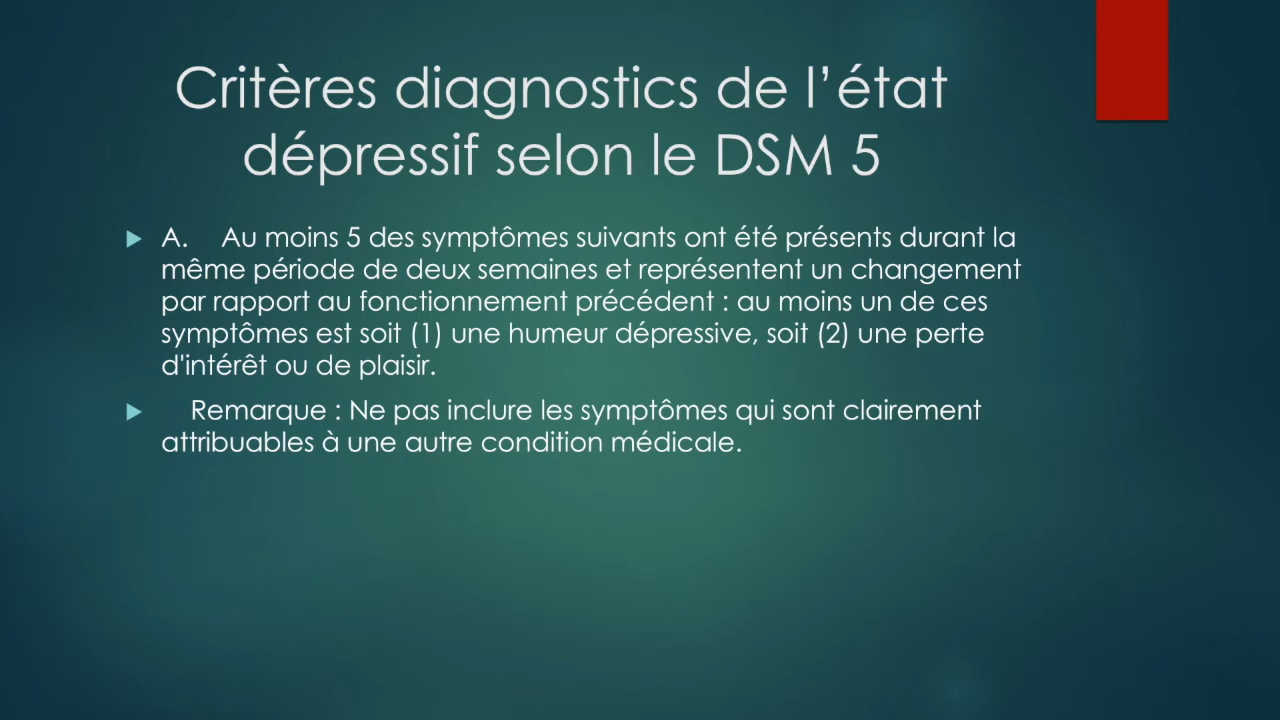 Critères diagnostics de l’état
dépressif selon le DSM 5
A. Au moins 5 des symptômes suivants ont été présents durant la
même période de deux semaines et représentent un changement
par rapport au fonctionnement précédent : au moins un de ces
symptômes est soit (1) une humeur dépressive, soit (2) une perte
d'intérêt ou de plaisir.
Remarque : Ne pas inclure les symptômes qui sont clairement
attribuables à une autre condition médicale.